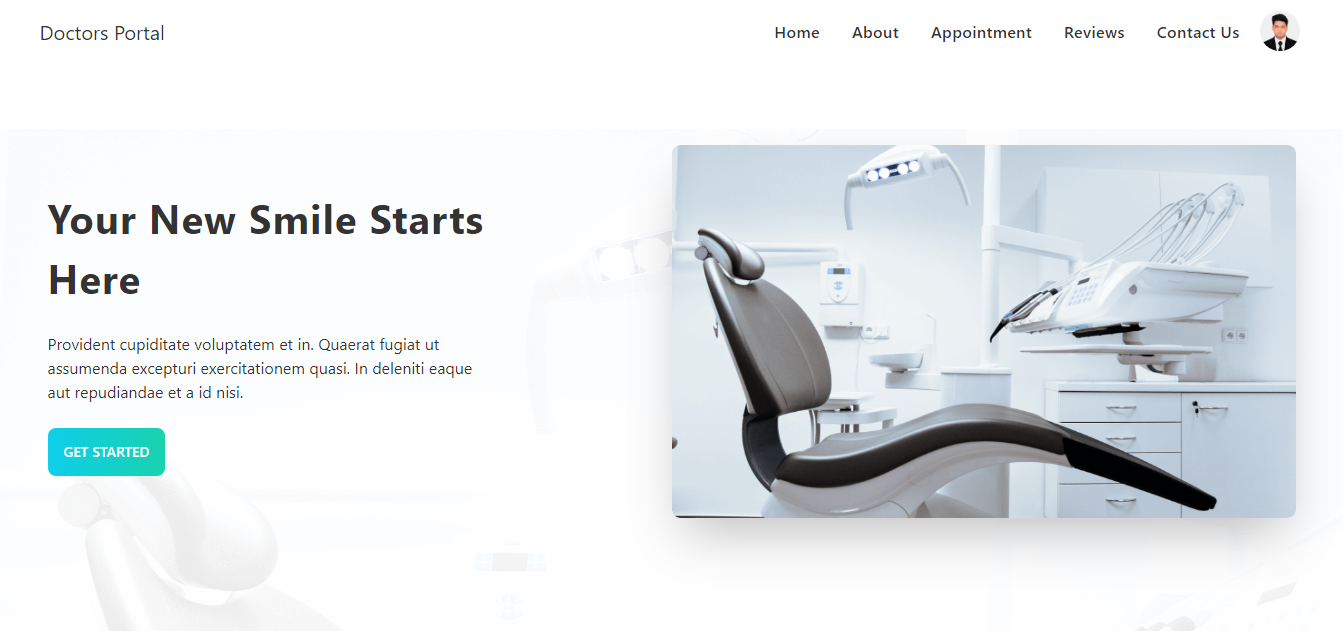 Doctors Portal
Home About Appointment Reviews Contact Us
Your New Smile Starts
Here
Provident cupiditate voluptatem et in. Quaerat fugiat ut
assumenda excepturi exercitationem quasi. In deleniti eaque
aut repudiandae et a id nisi.
GET STARTED